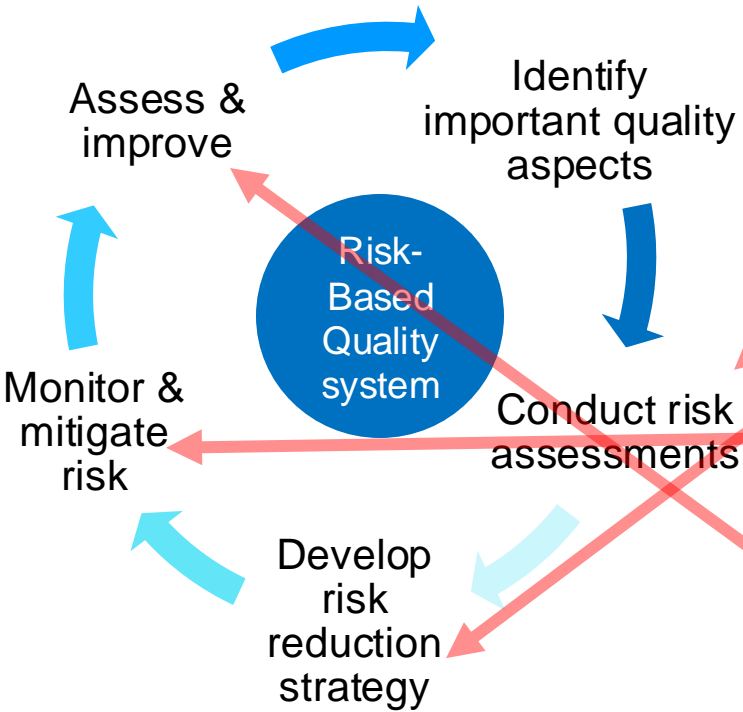 Identify
important quality
aspects
Conduct risk
assessments
Develop
risk
reduction
strategy
Monitor &
mitigate
risk
Assess &
improve
Risk-
Based
Quality
system